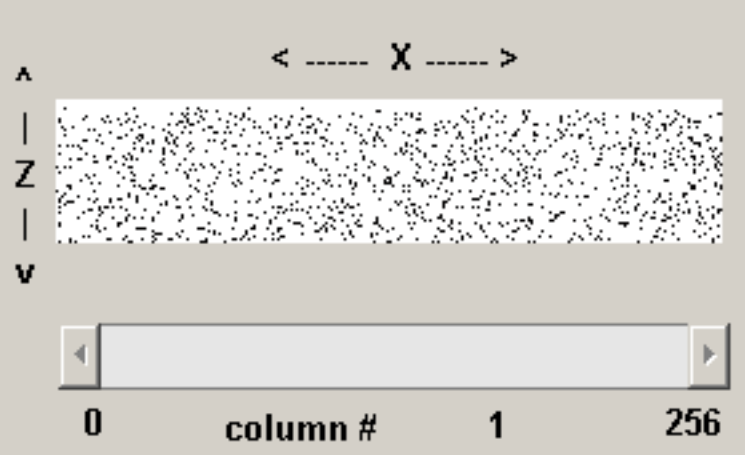 < ------ X ------ >
^
|
Z
|
v
0 column # 1 256